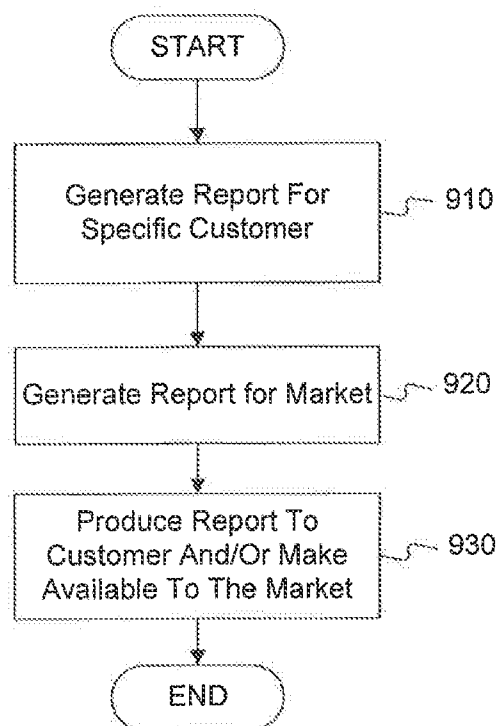 START
Generate Report For
Specific Customer
910
Generate Report for Market
920
Produce Report To
Customer And/Or Make
Available To The Market
930
END